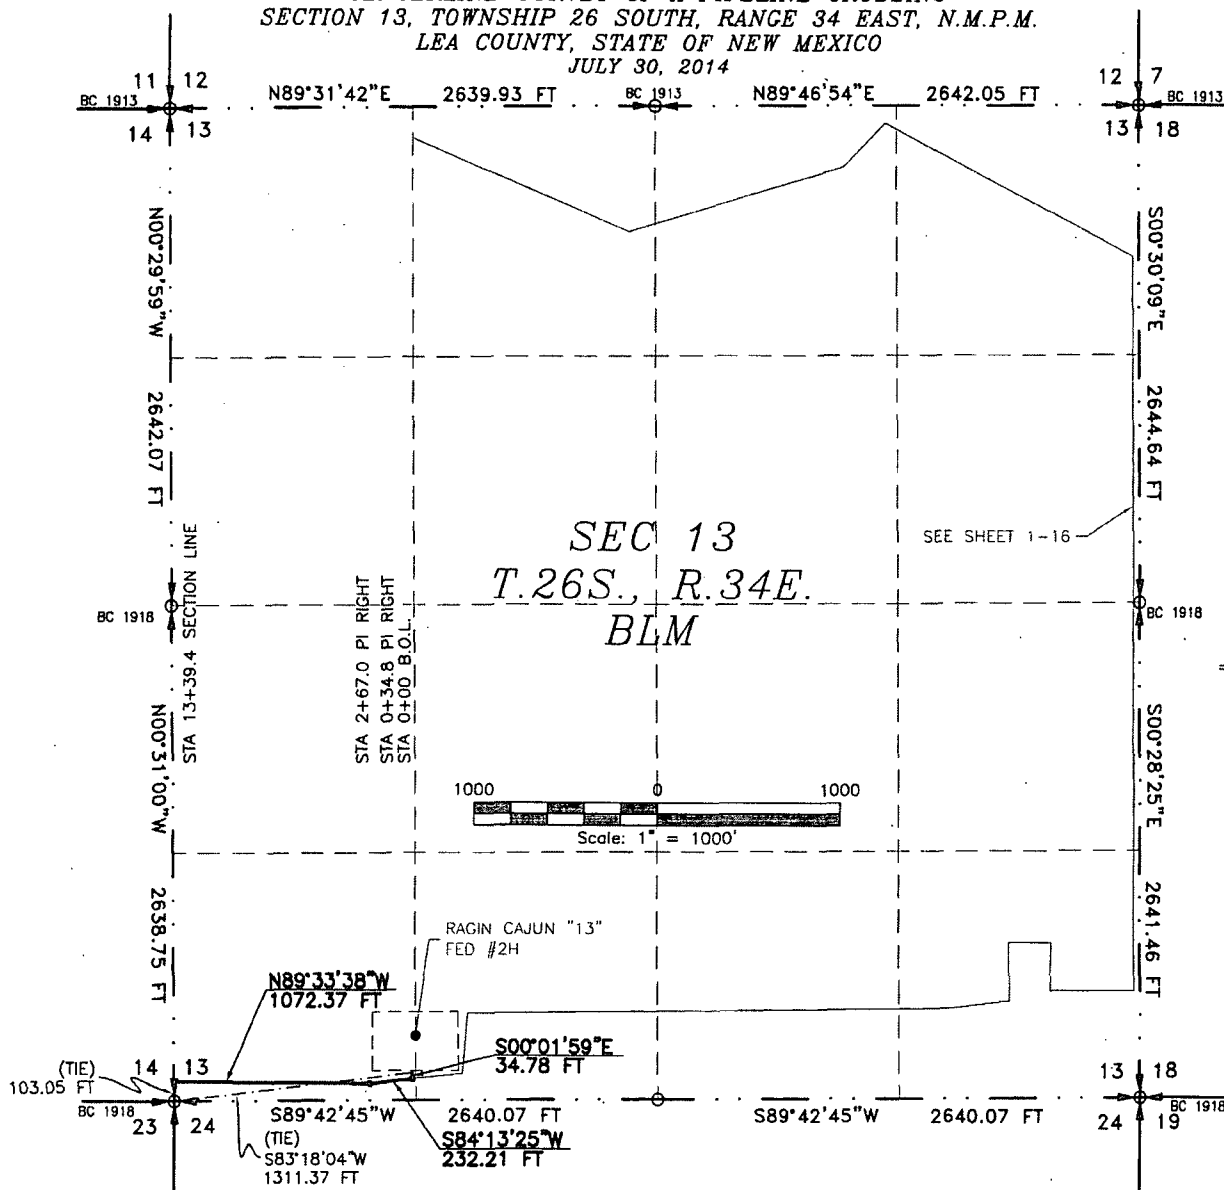 SECTION 13, TOWNSHIP 26 SOUTH, RANGE 34 EAST, N.M.P.M.
LEA COUNTY, STATE OF NEW MEXICO
JULY 30, 2014
11 12
BC 1913
14 13
N89°31'42"E 2639.93 FT
BC 1913
N89°46'54"E 2642.05 FT
12 7
BC 1913
13 18
N00°29'59"W 2642.07 FT
S00°30'09"E 2644.64 FT
SEE SHEET 1-16
SEC 13
T.26S., R.34E.
BLM
BC 1918
BC 1918
STA 13+39.4 SECTION LINE
STA 2+67.0 PI RIGHT
STA 0+34.8 PI RIGHT
STA 0+00 B.O.L.
N00°31'00"W 2638.75 FT
S00°28'25"E 2641.46 FT
1000 0 1000
Scale: 1" = 1000'
RAGIN CAJUN "13"
FED #2H
N89°33'38"W
1072.37 FT
S00°01'59"E
34.78 FT
(TIE)
103.05 FT
14 13
BC 1918
23 24
S89°42'45"W 2640.07 FT
S89°42'45"W 2640.07 FT
13 18
BC 1918
24 19
(TIE)
S83°18'04"W
1311.37 FT
S84°13'25"W
232.21 FT